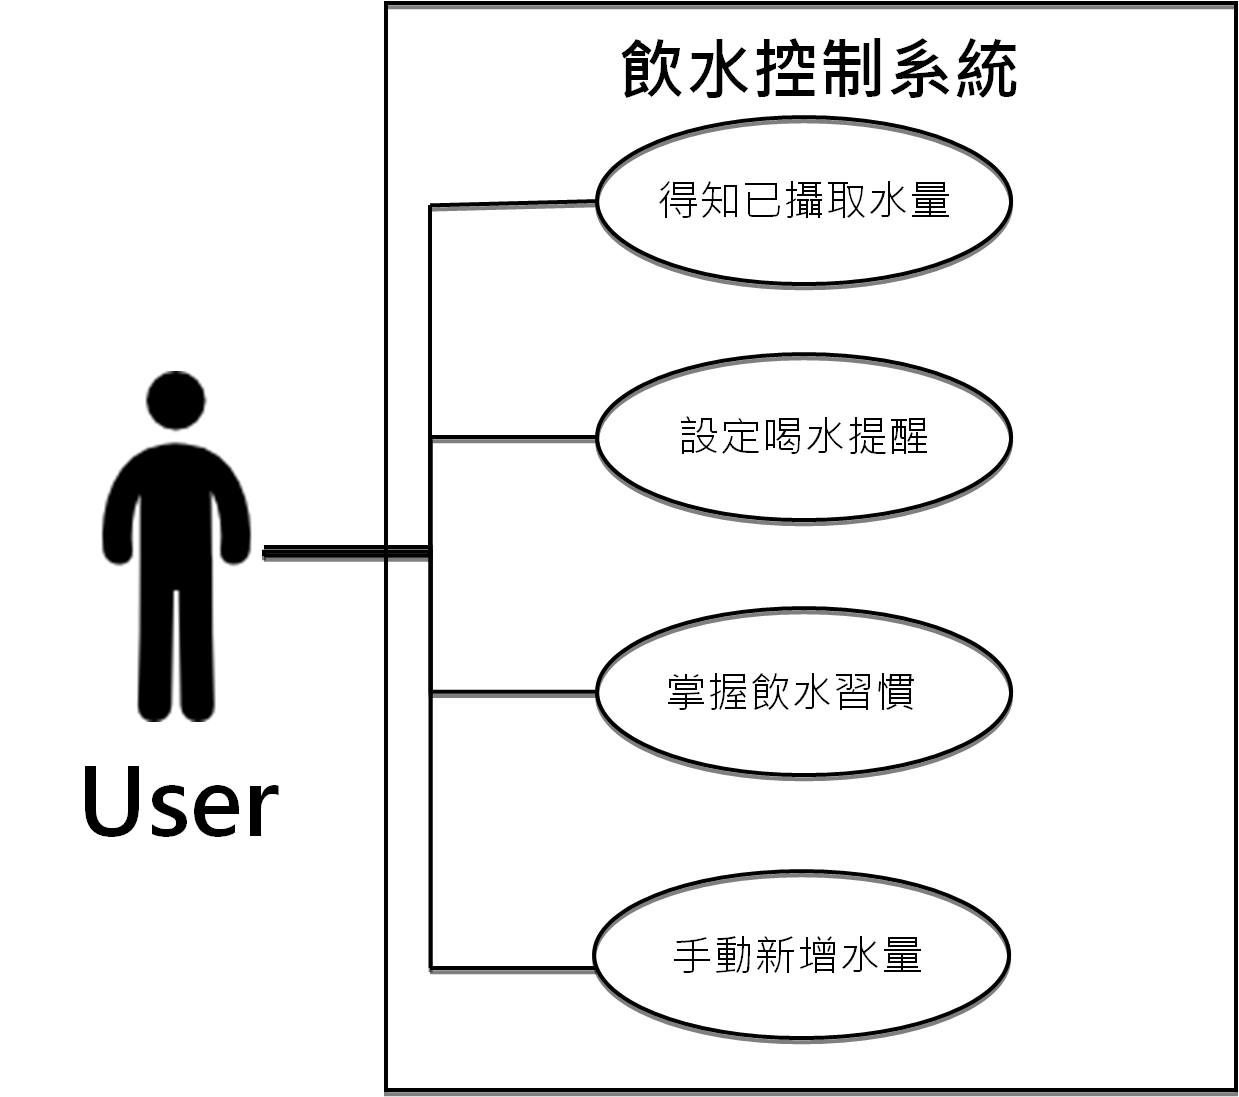 飲水控制系統
得知已攝取水量
設定喝水提醒
掌握飲水習慣
User
手動新增水量